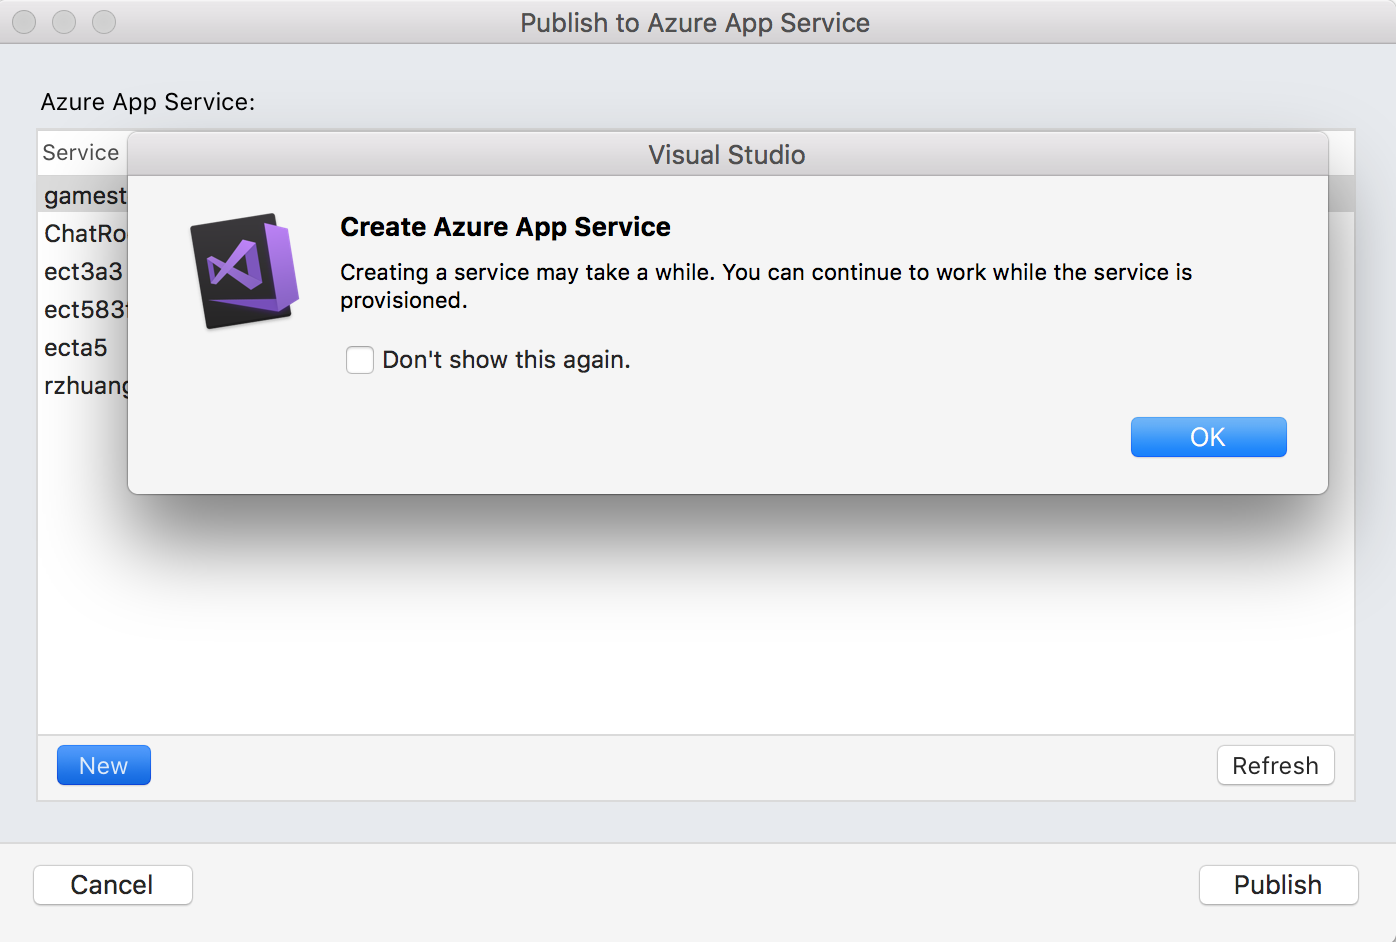 Publish to Azure App Service
Azure App Service:
Service
Visual Studio
gamest
ChatRo
ect3a3
ect583f
ecta5
rzhuang
Create Azure App Service
Creating a service may take a while. You can continue to work while the service is
provisioned.
Don't show this again.
OK
New
Refresh
Cancel
Publish